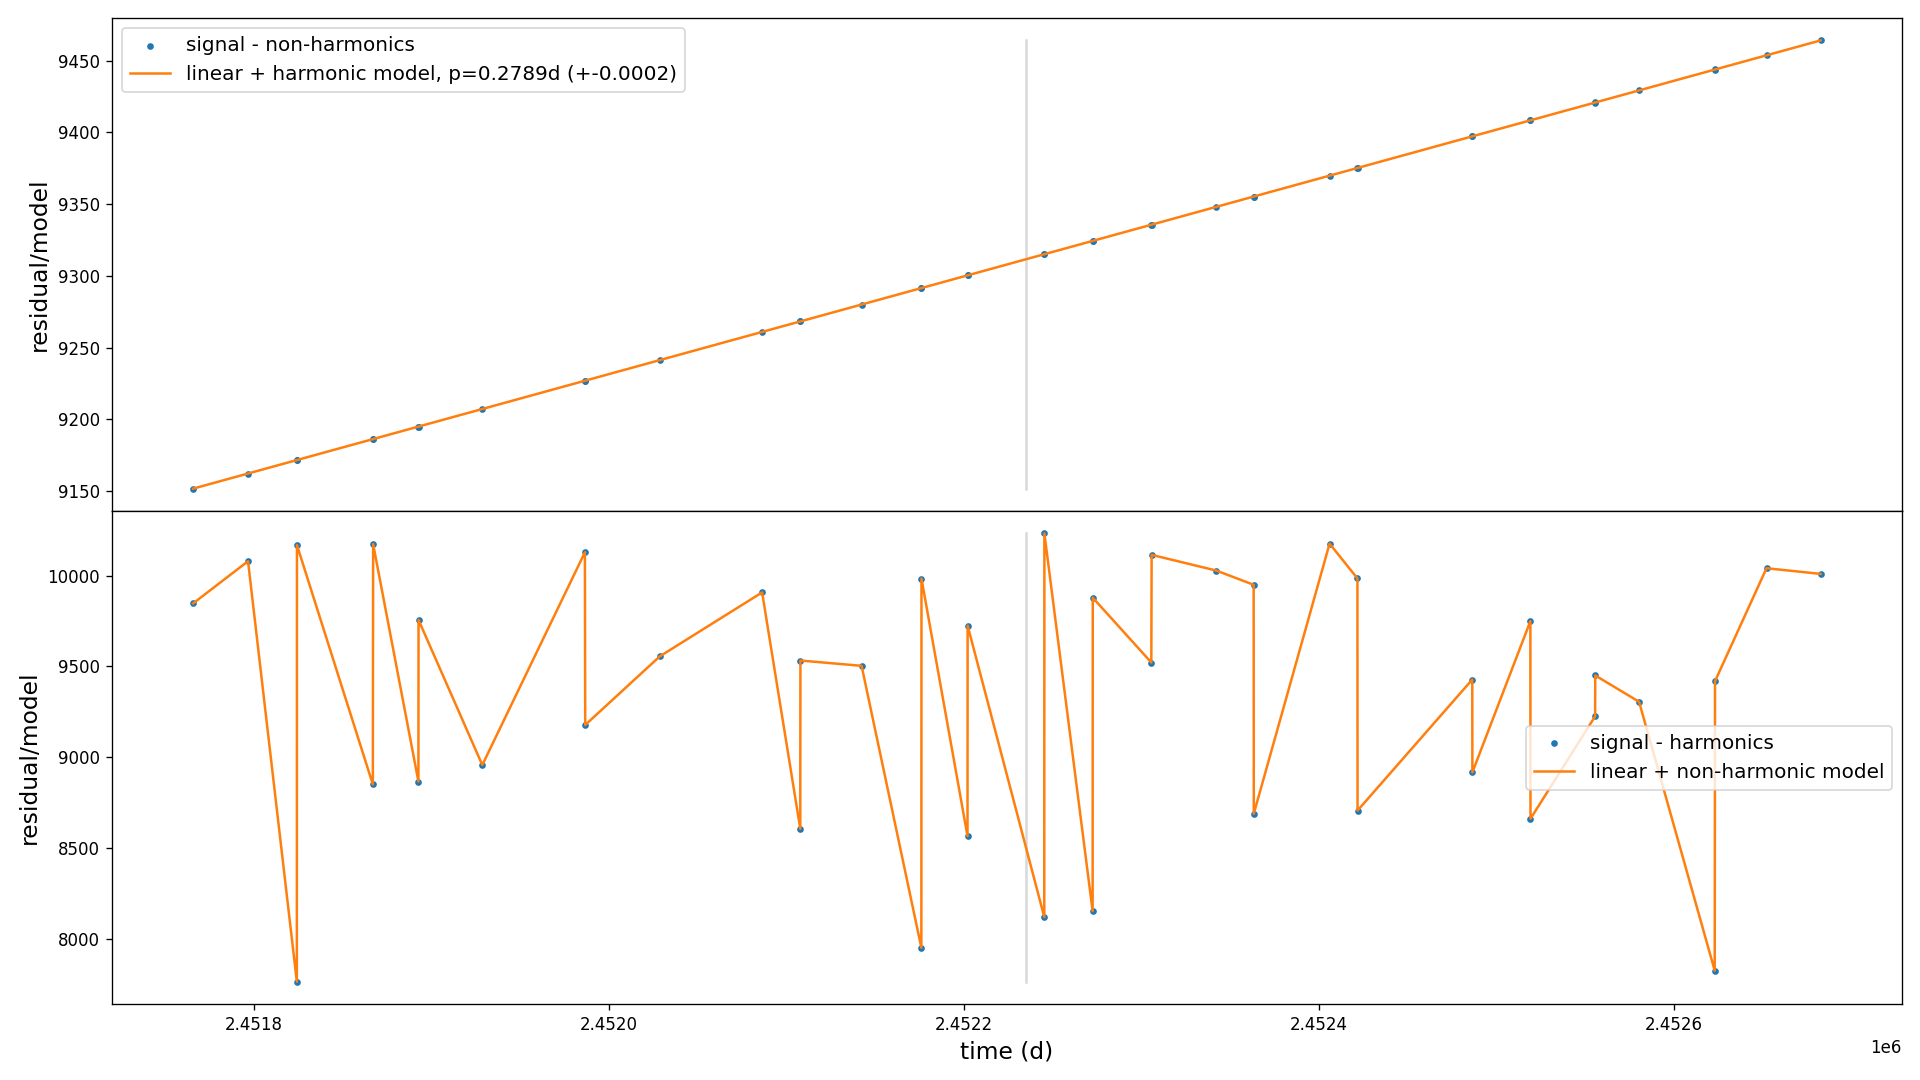 signal - non-harmonics
linear + harmonic model, p=0.2789d (+-0.0002)
residual/model
9450
9400
9350
9300
9250
9200
9150
signal - harmonics
linear + non-harmonic model
residual/model
10000
9500
9000
8500
8000
2.4518
2.4520
2.4522
2.4524
2.4526
1e6
time (d)